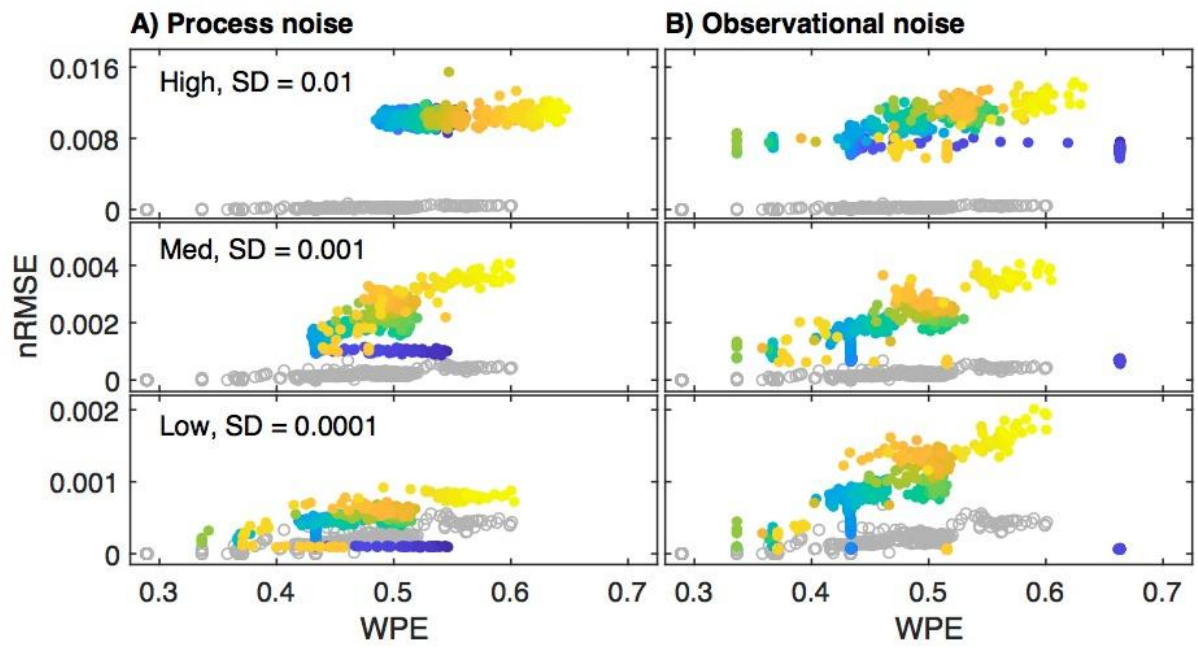 A) Process noise
B) Observational noise
nRMSE
0.016
0.008
0
High, SD = 0.01
0.004
0.002
0
Med, SD = 0.001
0.002
0.001
0
Low, SD = 0.0001
0.3 0.4 0.5 0.6 0.7
0.3 0.4 0.5 0.6 0.7
WPE
WPE